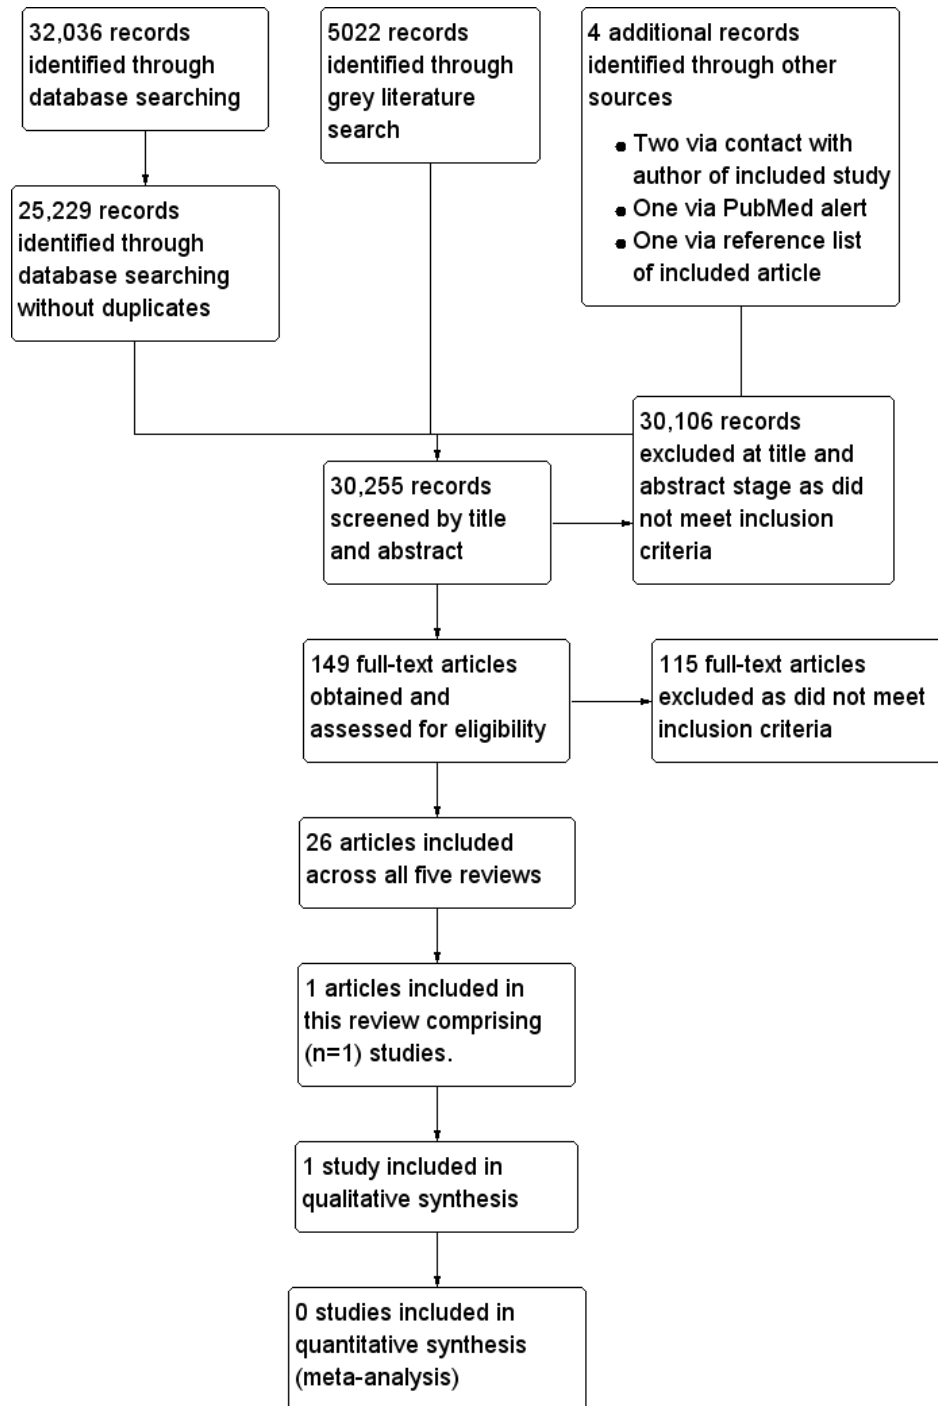 32,036 records
identified through
database searching
5022 records
identified through
grey literature
search
4 additional records
identified through other
sources
● Two via contact with
author of included study
● One via PubMed alert
● One via reference list
of included article
25,229 records
identified through
database searching
without duplicates
30,255 records
screened by title
and abstract
30,106 records
excluded at title and
abstract stage as did
not meet inclusion
criteria
149 full-text articles
obtained and
assessed for eligibility
115 full-text articles
excluded as did not meet
inclusion criteria
26 articles included
across all five reviews
1 articles included in
this review comprising
(n=1) studies.
1 study included in
qualitative synthesis
0 studies included in
quantitative synthesis
(meta-analysis)